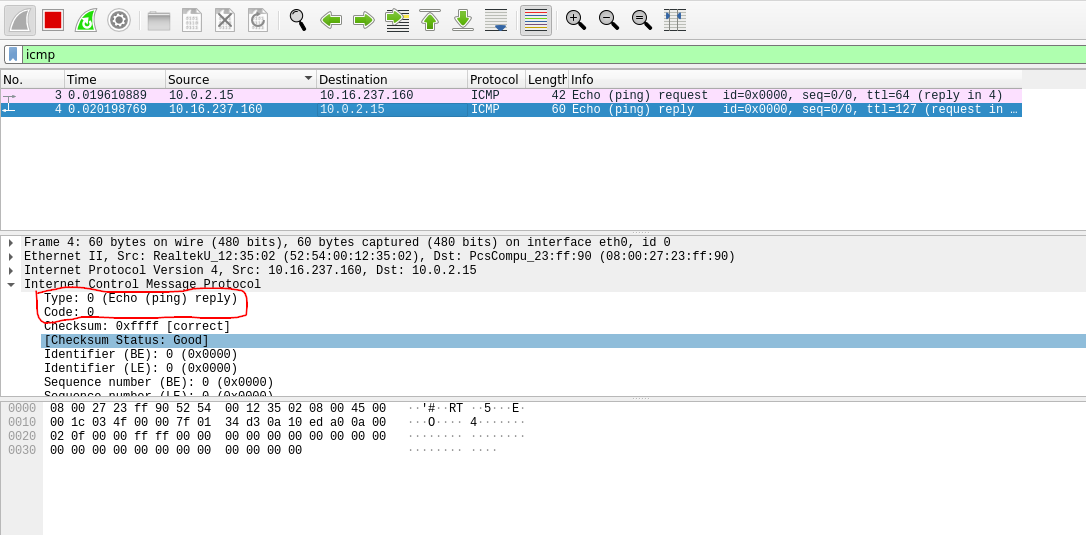 icmp
No. Time Source Destination Protocol Length Info
3 0.019610889 10.0.2.15 10.16.237.160 ICMP 42 Echo (ping) request id=0x0000, seq=0/0, ttl=64 (reply in 4)
4 0.020198769 10.16.237.160 10.0.2.15 ICMP 60 Echo (ping) reply id=0x0000, seq=0/0, ttl=127 (request in …
Frame 4: 60 bytes on wire (480 bits), 60 bytes captured (480 bits) on interface eth0, id 0
Ethernet II, Src: RealtekU_12:35:02 (52:54:00:12:35:02), Dst: PcsCompu_23:ff:90 (08:00:27:23:ff:90)
Internet Protocol Version 4, Src: 10.16.237.160, Dst: 10.0.2.15
Internet Control Message Protocol
Type: 0 (Echo (ping) reply)
Code: 0
Checksum: 0xffff [correct]
[Checksum Status: Good]
Identifier (BE): 0 (0x0000)
Identifier (LE): 0 (0x0000)
Sequence number (BE): 0 (0x0000)
Sequence number (LE): 0 (0x0000)
0000 08 00 27 23 ff 90 52 54 00 12 35 02 08 00 45 00 ··'#··RT ··5···E·
0010 00 1c 03 4f 00 00 7f 01 34 d3 0a 10 ed a0 0a 00 ···O···· 4·······
0020 02 0f 00 00 ff ff 00 00 00 00 00 00 00 00 00 00 ········ ········
0030 00 00 00 00 00 00 00 00 00 00 00 00 ········ ····